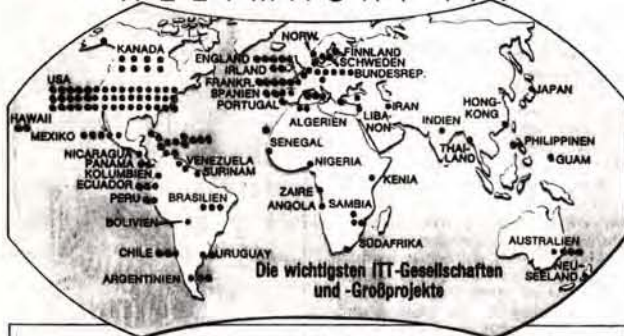 NORW.
KANADA
FINNLAND
ENGLAND
SCHWEDEN
IRLAND
BUNDESREP.
USA
FRANKR.
SPANIEN
PORTUGAL
IRAN
JAPAN
HAWAII
ALGERIEN
LIBA-
NON
INDIEN
HONG-
KONG
MEXIKO
SENEGAL
THAI-
LAND
PHILIPPINEN
NICARAGUA
VENEZUELA
NIGERIA
GUAM
PANAMA
SURINAM
KOLUMBIEN
KENIA
ECUADOR
ZAIRE
PERU
BRASILIEN
ANGOLA
SAMBIA
BOLIVIEN
SÜDAFRIKA
AUSTRALIEN
CHILE
URUGUAY
NEU-
SEELAND
ARGENTINIEN
Die wichtigsten ITT-Gesellschaften
und -Großprojekte